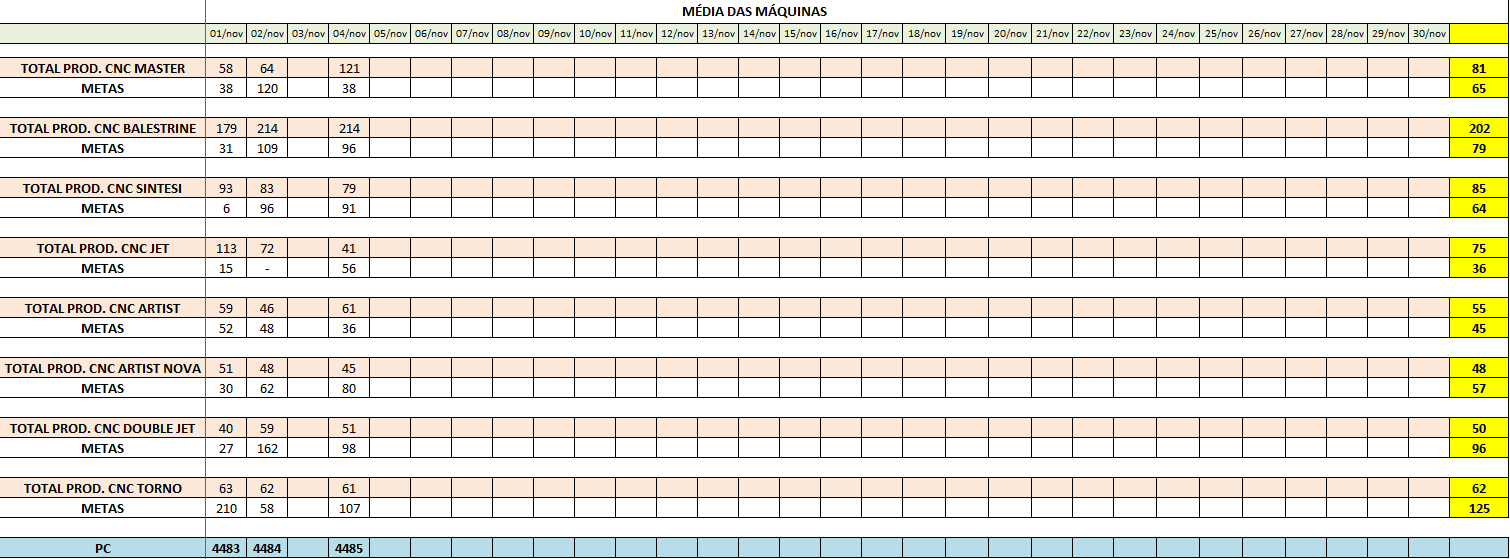 MÉDIA DAS MÁQUINAS
01/nov 02/nov 03/nov 04/nov 05/nov 06/nov 07/nov 08/nov 09/nov 10/nov 11/nov 12/nov 13/nov 14/nov 15/nov 16/nov 17/nov 18/nov 19/nov 20/nov 21/nov 22/nov 23/nov 24/nov 25/nov 26/nov 27/nov 28/nov 29/nov 30/nov
TOTAL PROD. CNC MASTER 58 64 121 81
METAS 38 120 38 65
TOTAL PROD. CNC BALESTRINE 179 214 214 202
METAS 31 109 96 79
TOTAL PROD. CNC SINTESI 93 83 79 85
METAS 6 96 91 64
TOTAL PROD. CNC JET 113 72 41 75
METAS 15 - 56 36
TOTAL PROD. CNC ARTIST 59 46 61 55
METAS 52 48 36 45
TOTAL PROD. CNC ARTIST NOVA 51 48 45 48
METAS 30 62 80 57
TOTAL PROD. CNC DOUBLE JET 40 59 51 50
METAS 27 162 98 96
TOTAL PROD. CNC TORNO 63 62 61 62
METAS 210 58 107 125
PC 4483 4484 4485